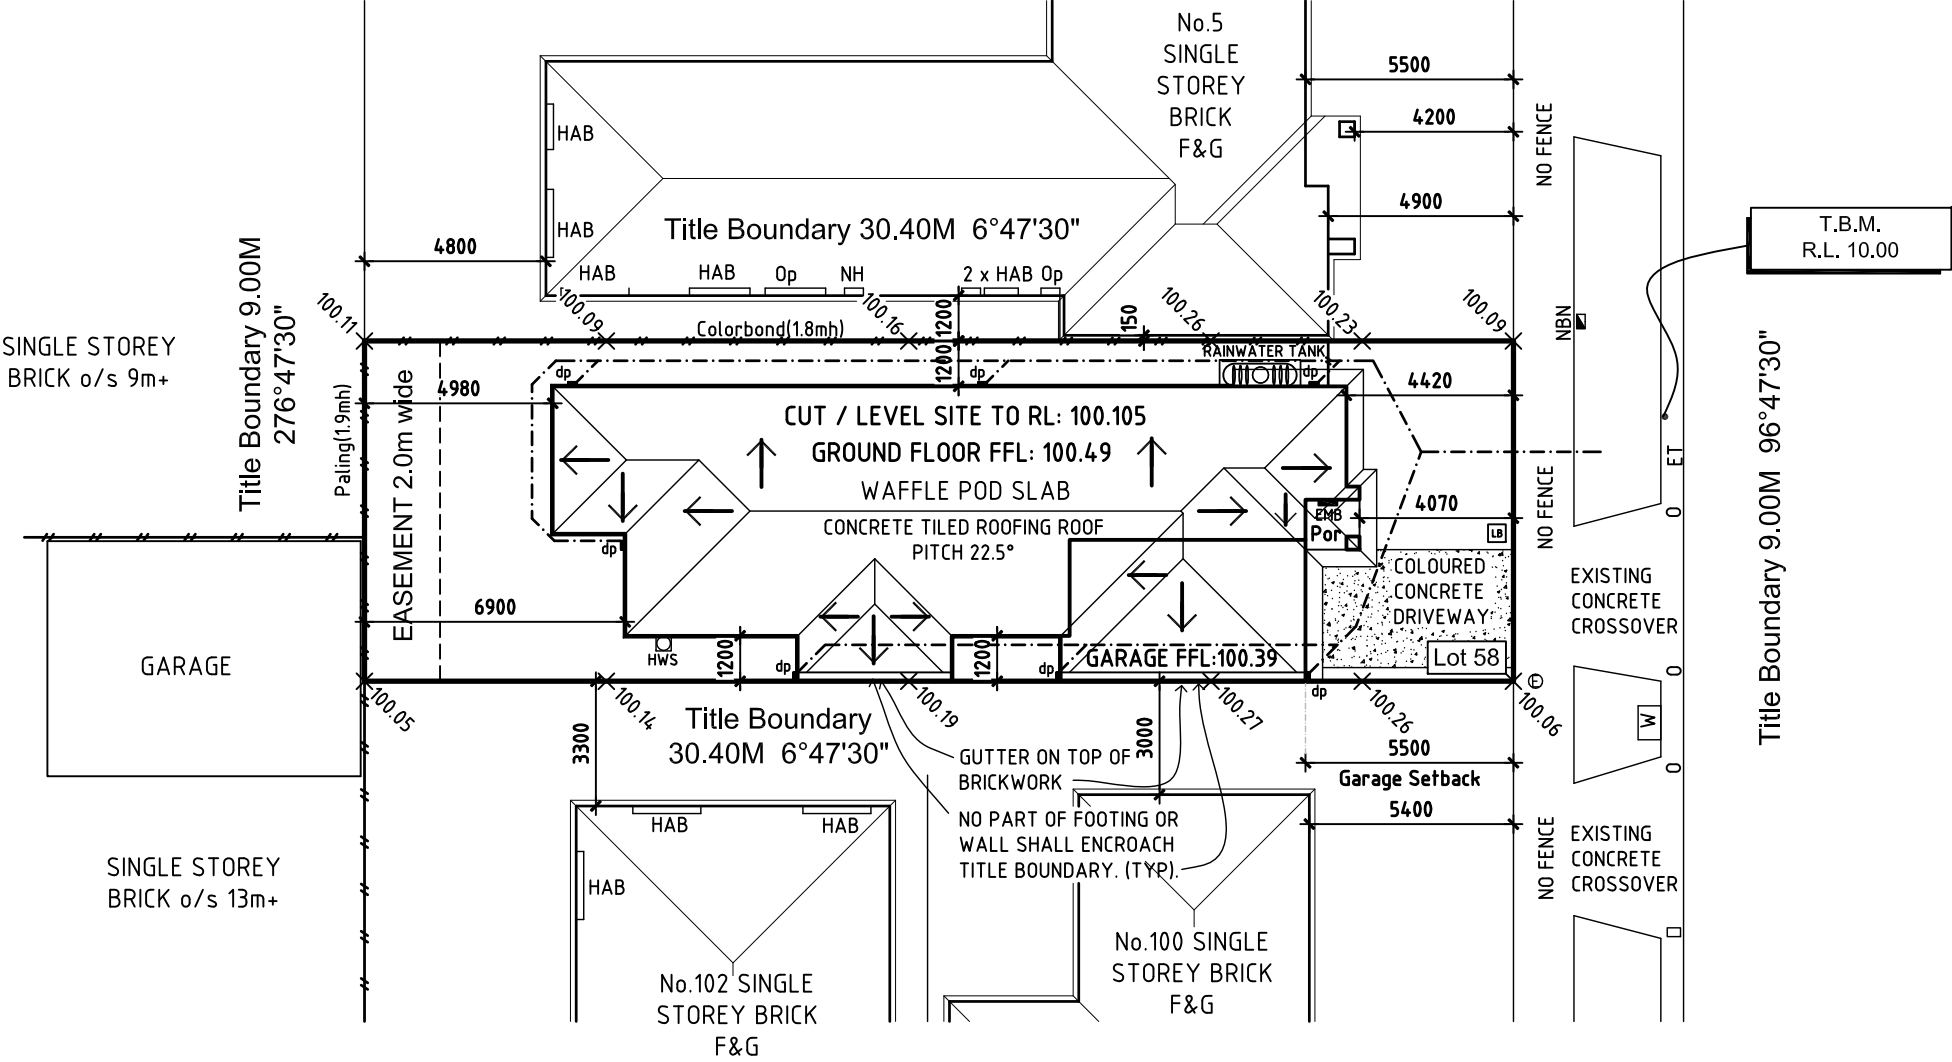 No.5
SINGLE
STOREY
BRICK
F&G
5500
4200
4900
NO FENCE
HAB
HAB
HAB
HAB
Op
NH
2 x HAB
Op
Title Boundary 30.40M 6°47'30"
4800
T.B.M.
R.L. 10.00
Title Boundary 9.00M
276°47'30"
SINGLE STOREY
BRICK o/s 9m+
100.11
100.09
100.16
100.26
100.23
100.09
Colorbond(1.8mh)
1200
1200
150
NBN
RAINWATER TANK
dp
dp
dp
4980
4420
Paling(1.9mh)
EASEMENT 2.0m wide
CUT / LEVEL SITE TO RL: 100.105
GROUND FLOOR FFL: 100.49
WAFFLE POD SLAB
CONCRETE TILED ROOFING ROOF
PITCH 22.5°
EMB
Por
4070
LB
NO FENCE
ET
Title Boundary 9.00M 96°47'30"
dp
6900
COLOURED
CONCRETE
DRIVEWAY
EXISTING
CONCRETE
CROSSOVER
GARAGE
HWS
1200
dp
1200
dp
GARAGE FFL:100.39
Lot 58
dp
100.05
100.14
100.19
100.27
100.26
100.06
W
Title Boundary
30.40M 6°47'30"
3300
3000
GUTTER ON TOP OF
BRICKWORK
5500
Garage Setback
5400
NO PART OF FOOTING OR
WALL SHALL ENCROACH
TITLE BOUNDARY. (TYP).
HAB
HAB
HAB
NO FENCE
EXISTING
CONCRETE
CROSSOVER
SINGLE STOREY
BRICK o/s 13m+
No.100 SINGLE
STOREY BRICK
F&G
No.102 SINGLE
STOREY BRICK
F&G